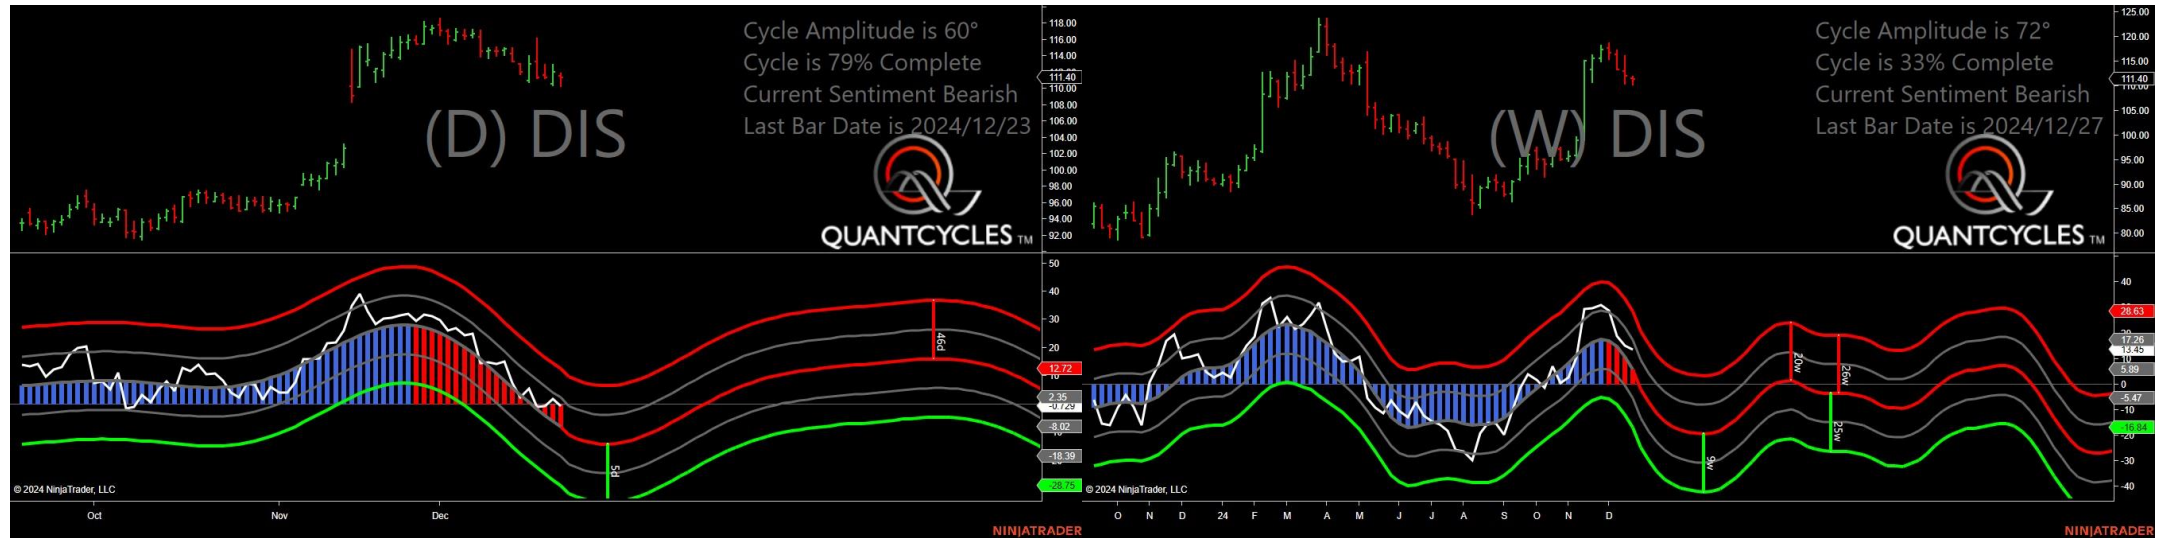 Cycle Amplitude is 60°
Cycle is 79% Complete
Current Sentiment Bearish
Last Bar Date is 2024/12/23
(D) DIS
QUANTCYCLES TM
118.00
116.00
114.00
111.40
110.00
108.00
106.00
104.00
102.00
100.00
98.00
96.00
94.00
92.00
50
40
30
20
12.72
2.35
-0.729
-8.02
-18.39
-28.75
46d
5d
© 2024 NinjaTrader, LLC
Oct Nov Dec
NINJATRADER
Cycle Amplitude is 72°
Cycle is 33% Complete
Current Sentiment Bearish
Last Bar Date is 2024/12/27
(W) DIS
QUANTCYCLES TM
125.00
120.00
115.00
111.40
105.00
100.00
95.00
90.00
85.00
80.00
40
28.63
17.26
13.45
5.89
0
-5.47
-10
-16.84
-30
-40
20w
26w
25w
9w
© 2024 NinjaTrader, LLC
O N D 24 F M A M J J A S O N D
NINJATRADER